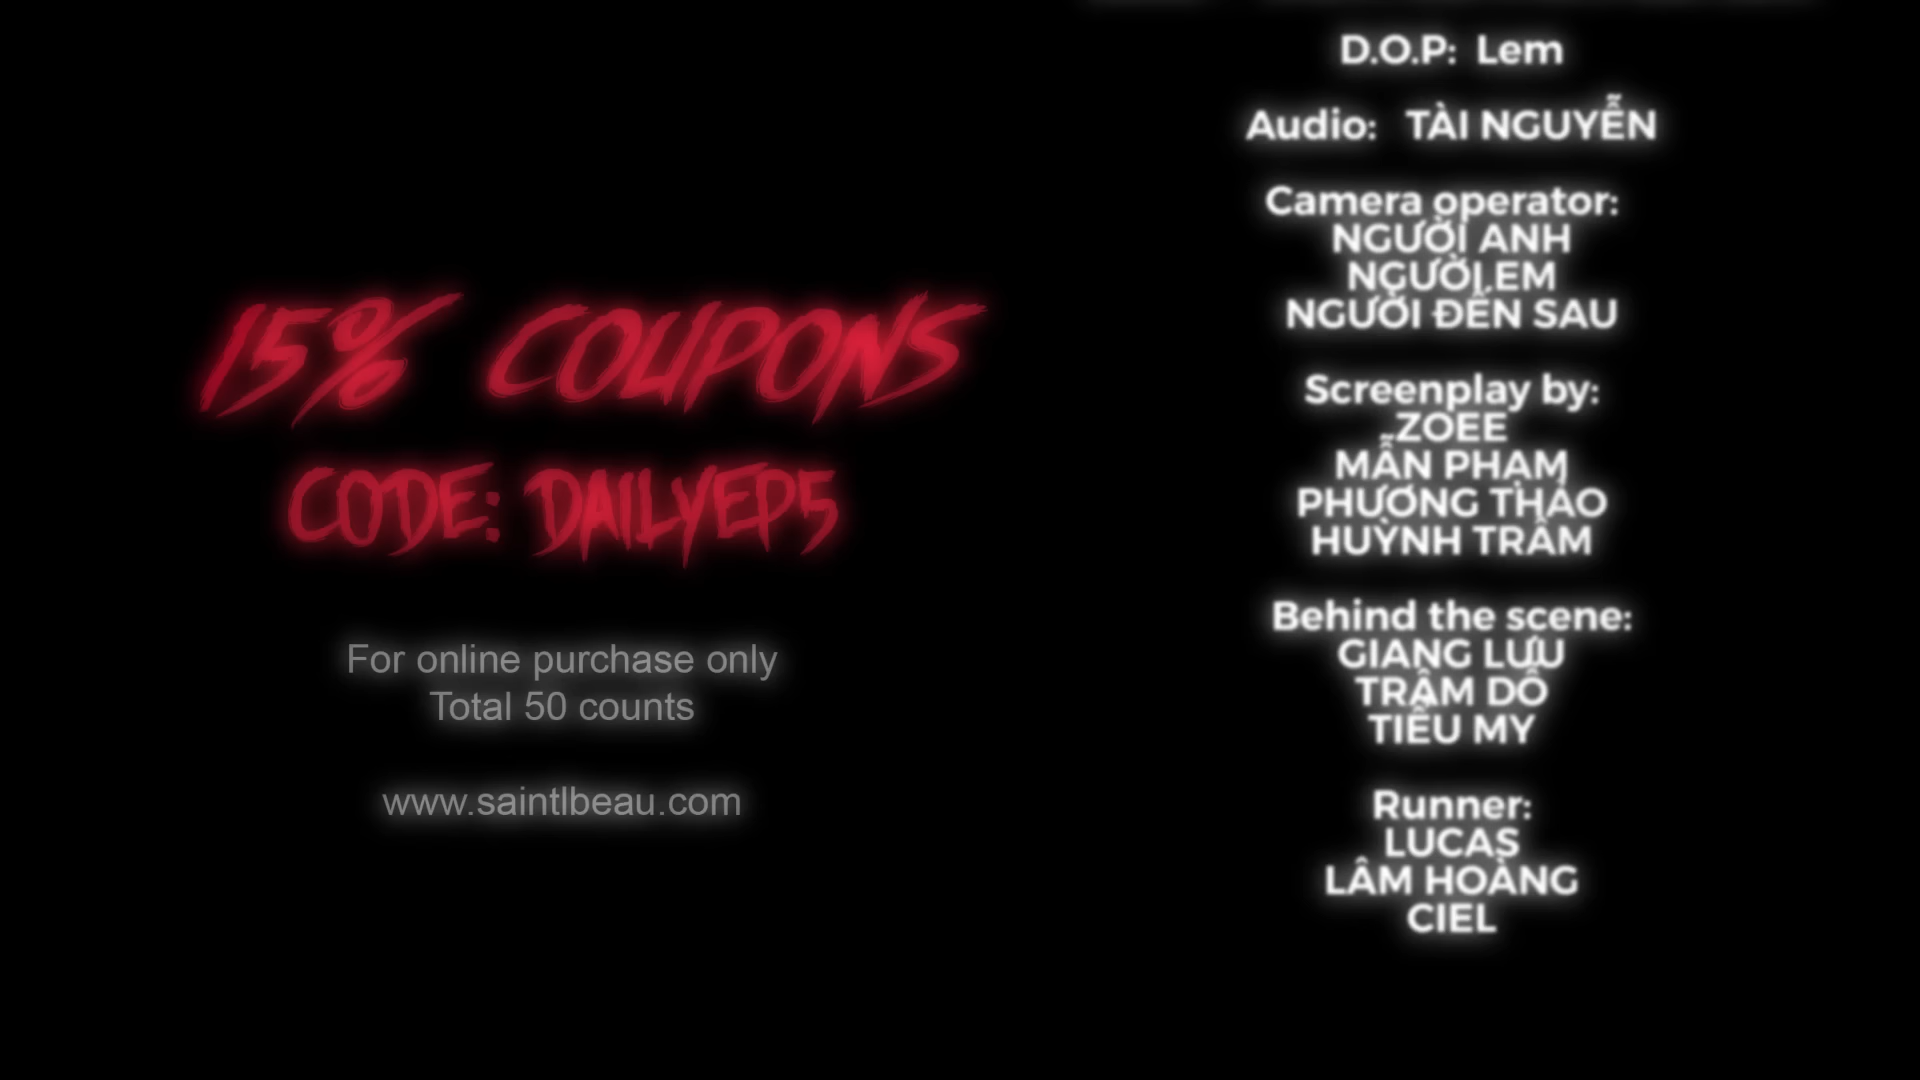 15% COUPONS
CODE: DAILYEP5
For online purchase only
Total 50 counts
www.saintlbeau.com
D.O.P: Lem
Audio: TÀI NGUYỄN
Camera operator:
NGƯỜI ANH
NGƯỜI EM
NGƯỜI ĐẾN SAU
Screenplay by:
ZOEE
MẪN PHẠM
PHƯƠNG THẢO
HUỲNH TRÂM
Behind the scene:
GIANG LƯU
TRÂM DÔ
TIỂU MY
Runner:
LUCAS
LÂM HOÀNG
CIEL